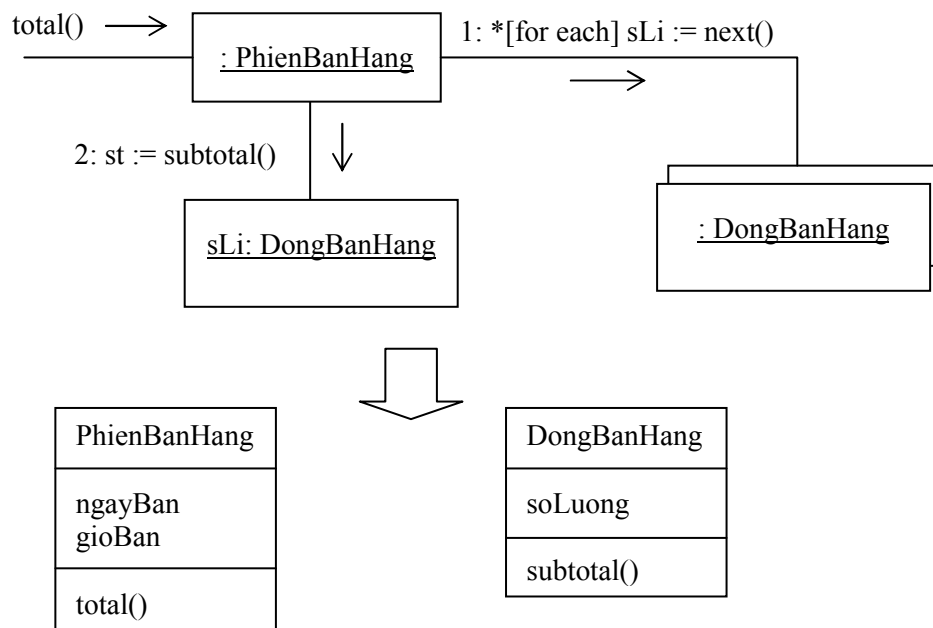 total()
1: *[for each] sLi := next()
: PhienBanHang
2: st := subtotal()
sLi: DongBanHang
: DongBanHang
PhienBanHang
ngayBan
gioBan
total()
DongBanHang
soLuong
subtotal()